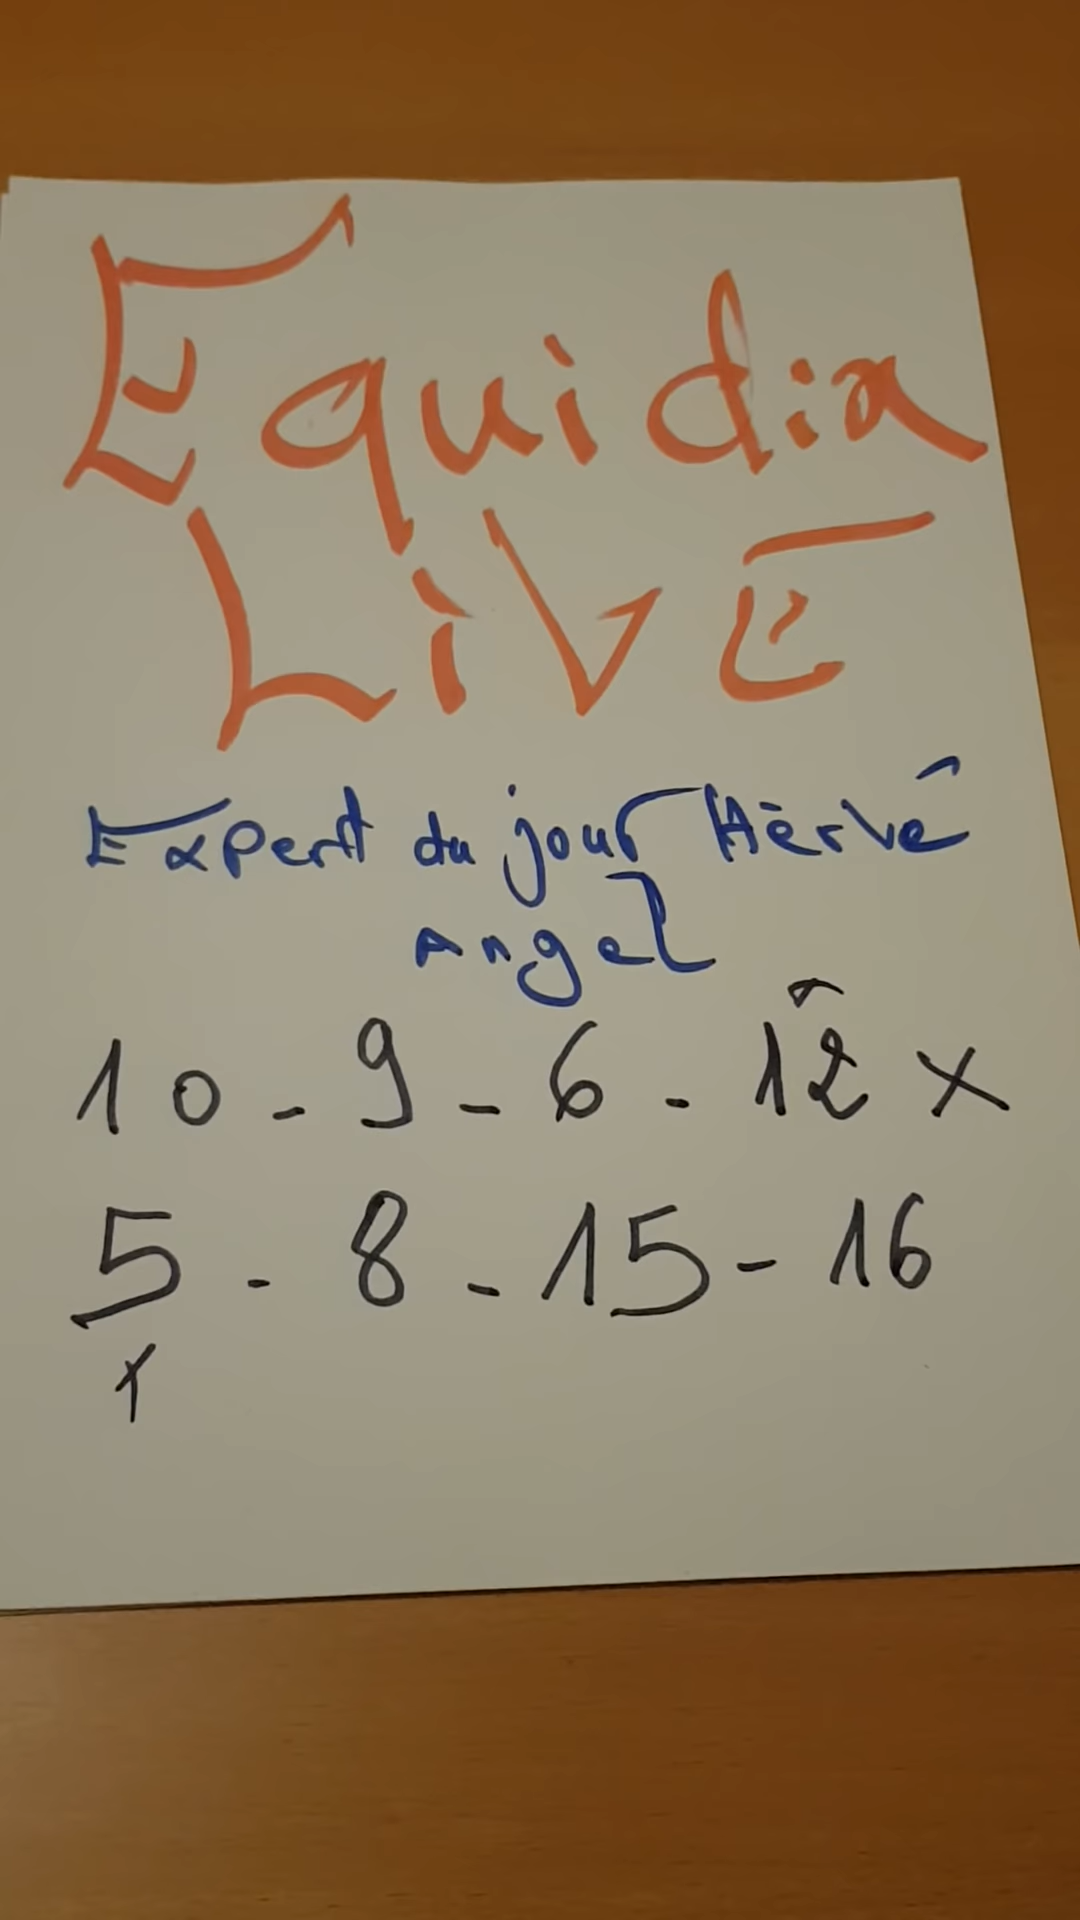 Equidia
LivE
Expert du jour Hervé
Angel
10 - 9 - 6 - 12 x
5 - 8 - 15 - 16
x